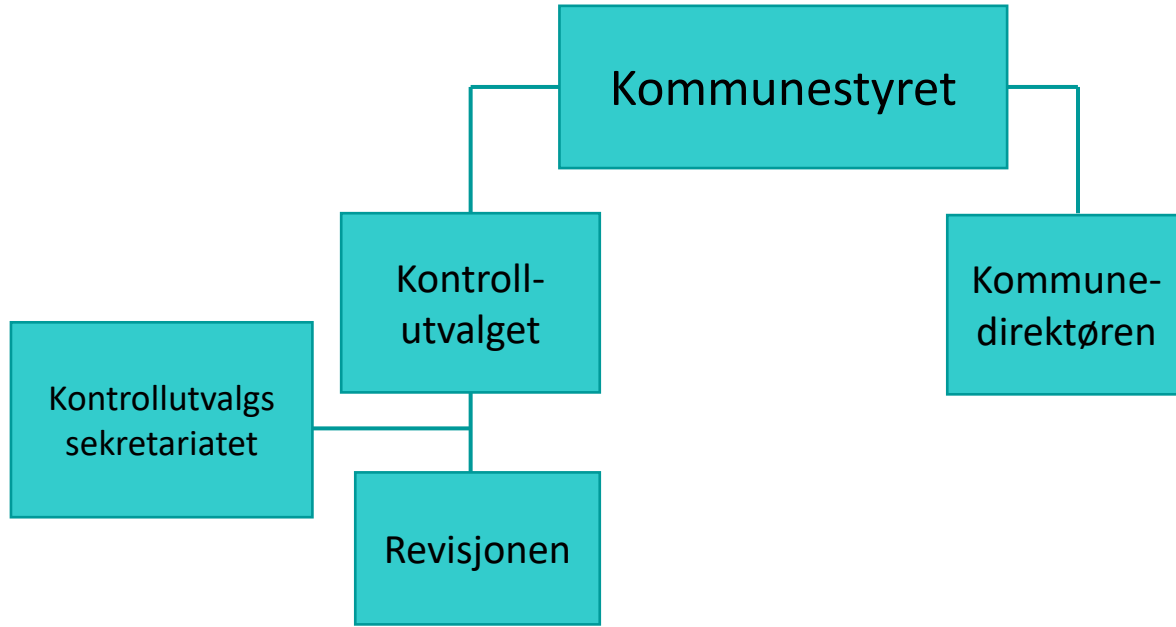 Kommunestyret
Kontroll-
utvalget
Kommune-
direktøren
Kontrollutvalgs
sekretariatet
Revisjonen